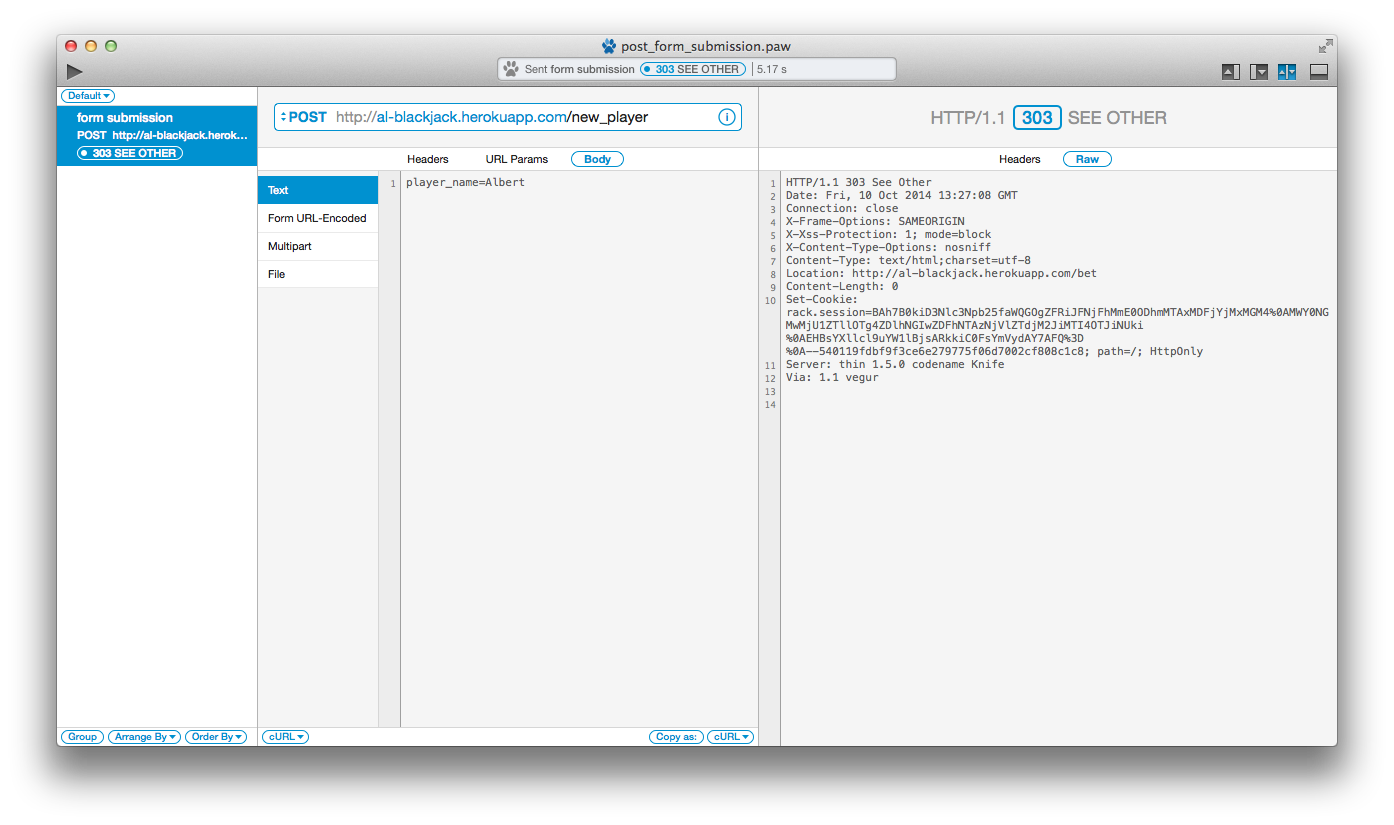 post_form_submission.paw
Sent form submission 303 SEE OTHER 5.17 s
Default
form submission
POST http://al-blackjack.herok...
303 SEE OTHER
POST http://al-blackjack.herokuapp.com/new_player
Headers URL Params Body
Text
Form URL-Encoded
Multipart
File
1 player_name=Albert
HTTP/1.1 303 SEE OTHER
Headers Raw
1 HTTP/1.1 303 See Other
2 Date: Fri, 10 Oct 2014 13:27:08 GMT
3 Connection: close
4 X-Frame-Options: SAMEORIGIN
5 X-Xss-Protection: 1; mode=block
6 X-Content-Type-Options: nosniff
7 Content-Type: text/html;charset=utf-8
8 Location: http://al-blackjack.herokuapp.com/bet
9 Content-Length: 0
10 Set-Cookie:
rack.session=BAh7B0kiD3Nlc3Npb25faWQGOgZFRiJFNjFhMmE0ODhmMTAxMDFjYjMxMGM4%0AMWY0NG
MwMjU1ZTllOTg4ZDlhNGIwZDFhNTAzNjVlZTdjM2JiMTI4OTJiNUki
%0AEHBsYXllcl9uYW1lBjsARkkiC0FsYmVydAY7AFQ%3D
%0A--540119fdbf9f3ce6e279775f06d7002cf808c1c8; path=/; HttpOnly
11 Server: thin 1.5.0 codename Knife
12 Via: 1.1 vegur
13
14
Group Arrange By Order By
cURL Copy as: cURL